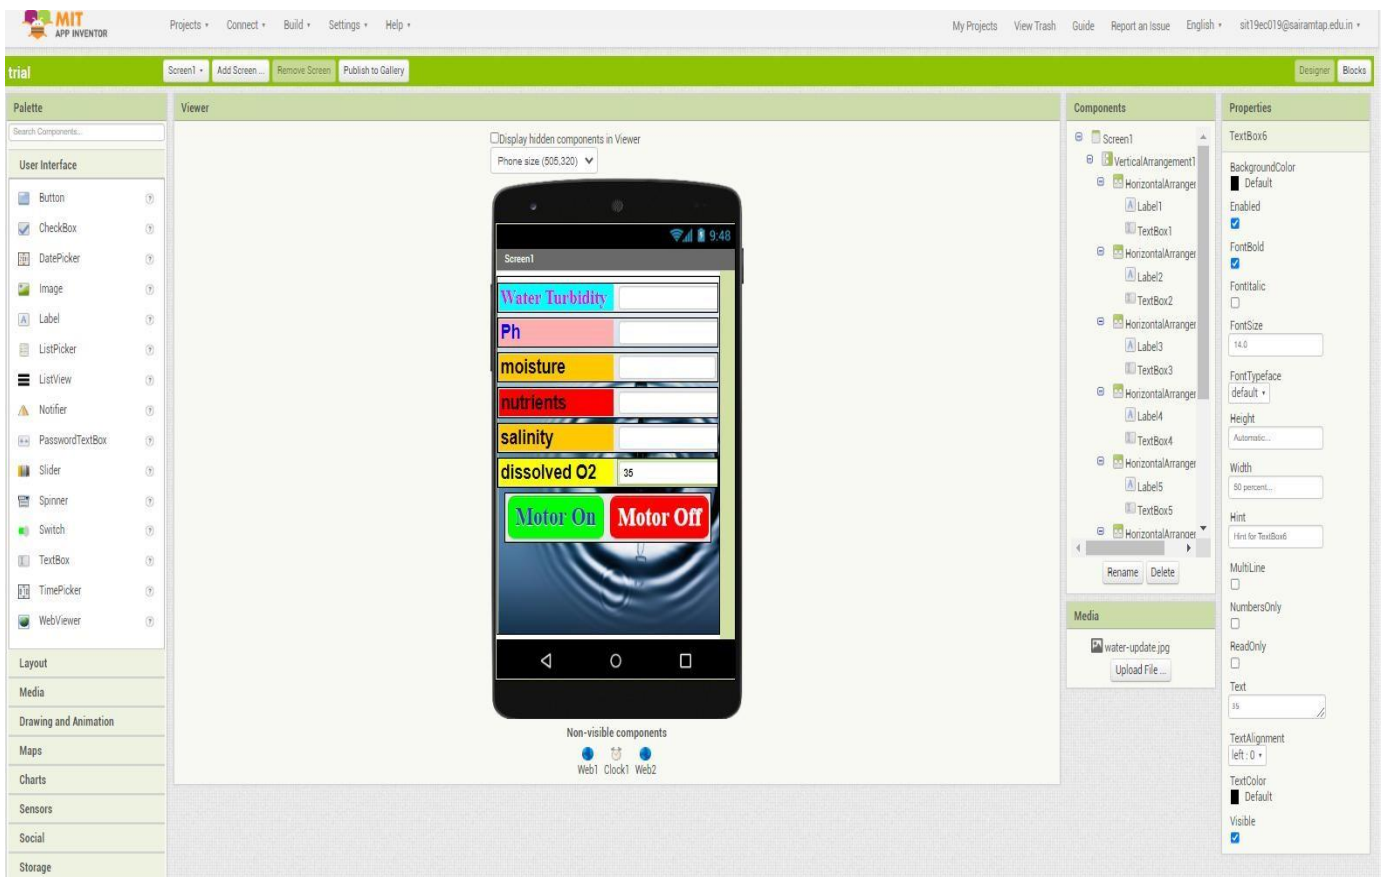 MIT
APP INVENTOR
Projects Connect Build Settings Help
My Projects View Trash Guide Report an Issue English sit19ec019@sairamtap.edu.in
trial
Screen1 Add Screen ... Remove Screen Publish to Gallery
Designer Blocks
Palette
Search Components...
User Interface
Button
CheckBox
DatePicker
Image
Label
ListPicker
ListView
Notifier
PasswordTextBox
Slider
Spinner
Switch
TextBox
TimePicker
WebViewer
Layout
Media
Drawing and Animation
Maps
Charts
Sensors
Social
Storage
Viewer
Display hidden components in Viewer
Phone size (505,320)
9:48
Screen1
Water Turbidity
Ph
moisture
nutrients
salinity
dissolved O2 35
Motor On Motor Off
Non-visible components
Web1 Clock1 Web2
Components
Screen1
VerticalArrangement1
HorizontalArranger
Label1
TextBox1
HorizontalArranger
Label2
TextBox2
HorizontalArranger
Label3
TextBox3
HorizontalArranger
Label4
TextBox4
HorizontalArranger
Label5
TextBox5
HorizontalArranger
Rename Delete
Media
water-update.jpg
Upload File ...
Properties
TextBox6
BackgroundColor
Default
Enabled
FontBold
FontItalic
FontSize
14.0
FontTypeface
default
Height
Automatic...
Width
50 percent...
Hint
Hint for TextBox6
MultiLine
NumbersOnly
ReadOnly
Text
35
TextAlignment
left : 0
TextColor
Default
Visible